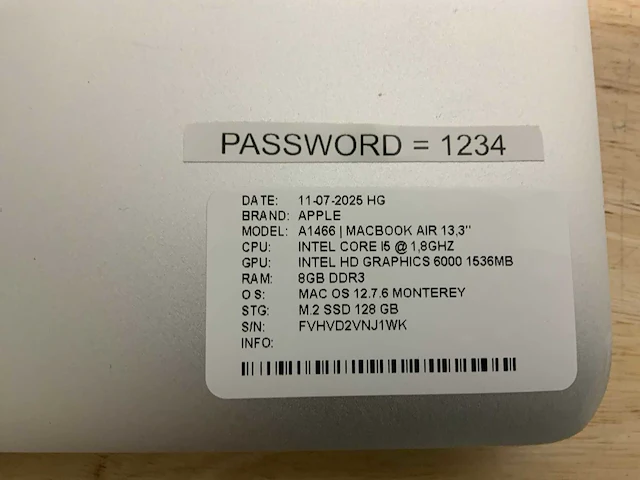 PASSWORD = 1234
DATE: 11-07-2025 HG
BRAND: APPLE
MODEL: A1466 | MACBOOK AIR 13,3"
CPU: INTEL CORE I5 @ 1,8GHZ
GPU: INTEL HD GRAPHICS 6000 1536MB
RAM: 8GB DDR3
OS: MAC OS 12.7.6 MONTEREY
STG: M.2 SSD 128 GB
S/N: FVHVD2VNJ1WK
INFO: